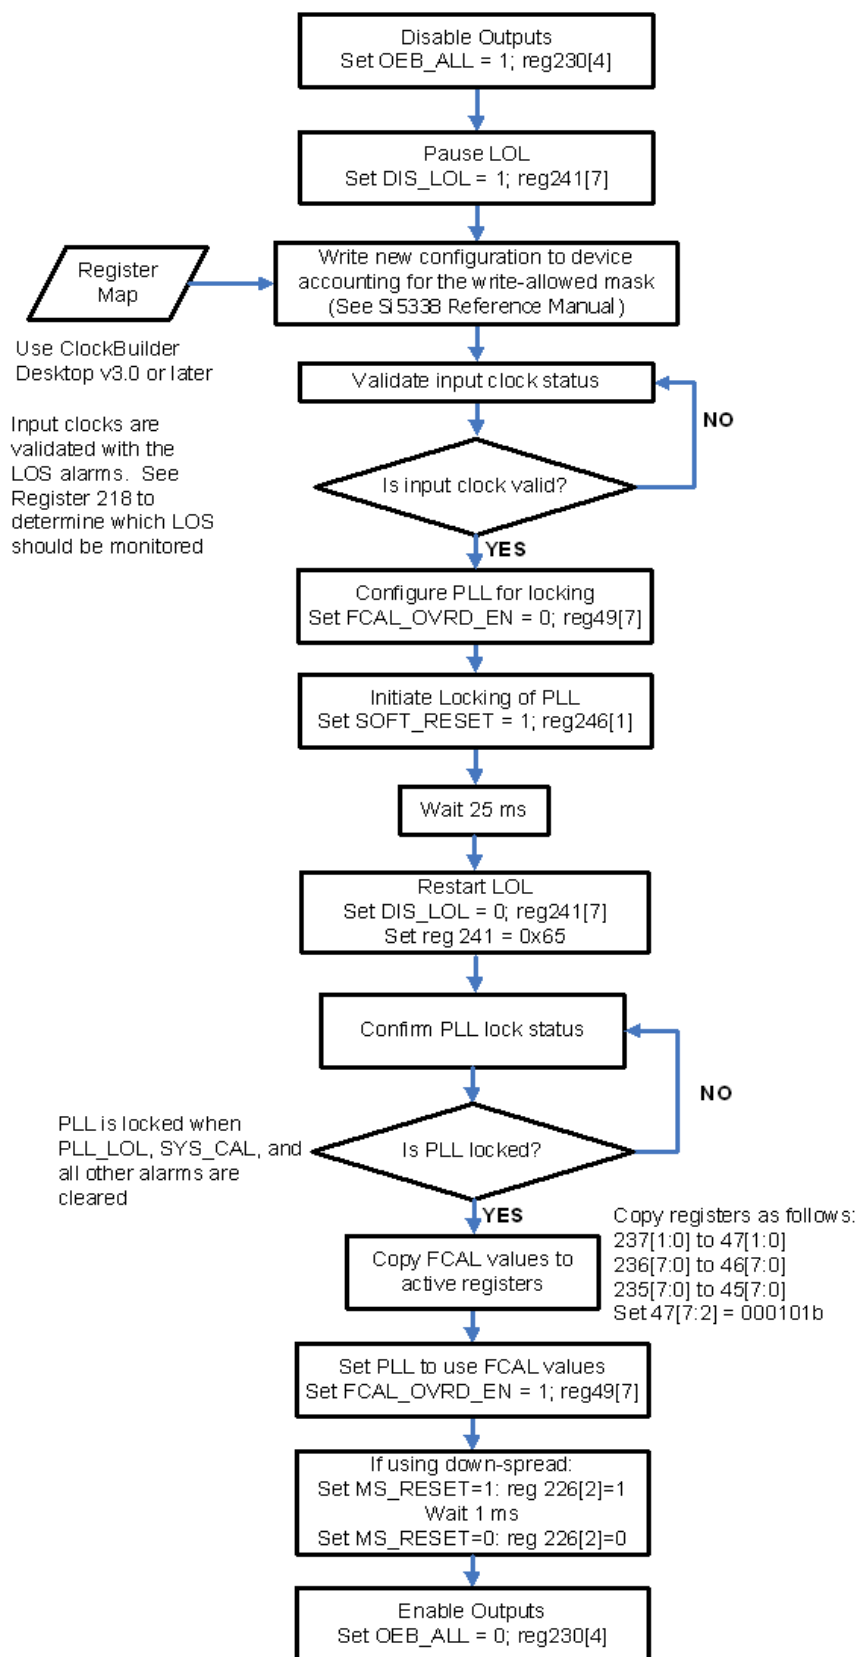 Disable Outputs
Set OEB_ALL = 1; reg230[4]
Pause LOL
Set DIS_LOL = 1; reg241[7]
Register
Map
Write new configuration to device
accounting for the write-allowed mask
(See Si5338 Reference Manual)
Use ClockBuilder
Desktop v3.0 or later
Validate input clock status
NO
Input clocks are
validated with the
LOS alarms. See
Register 218 to
determine which LOS
should be monitored
Is input clock valid?
YES
Configure PLL for locking
Set FCAL_OVRD_EN = 0; reg49[7]
Initiate Locking of PLL
Set SOFT_RESET = 1; reg246[1]
Wait 25 ms
Restart LOL
Set DIS_LOL = 0; reg241[7]
Set reg 241 = 0x65
Confirm PLL lock status
NO
PLL is locked when
PLL_LOL, SYS_CAL, and
all other alarms are
cleared
Is PLL locked?
YES
Copy FCAL values to
active registers
Copy registers as follows:
237[1:0] to 47[1:0]
236[7:0] to 46[7:0]
235[7:0] to 45[7:0]
Set 47[7:2] = 000101b
Set PLL to use FCAL values
Set FCAL_OVRD_EN = 1; reg49[7]
If using down-spread:
Set MS_RESET=1: reg 226[2]=1
Wait 1 ms
Set MS_RESET=0: reg 226[2]=0
Enable Outputs
Set OEB_ALL = 0; reg230[4]